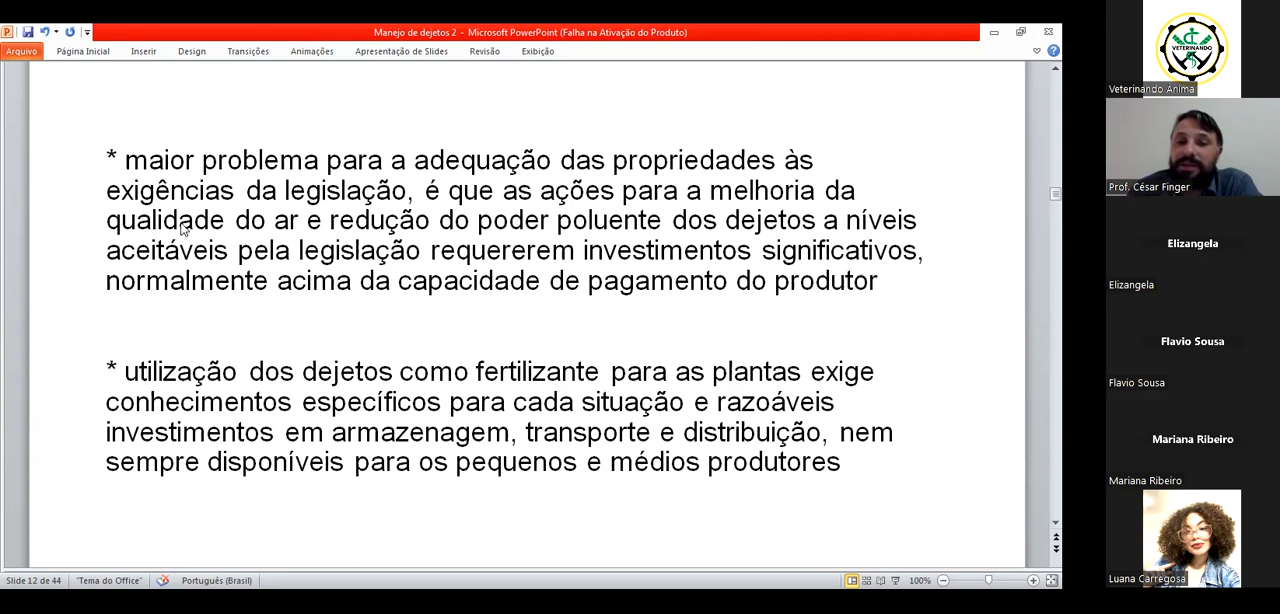 Manejo de dejetos 2 - Microsoft PowerPoint (Falha na Ativação do Produto)
Arquivo Página Inicial Inserir Design Transições Animações Apresentação de Slides Revisão Exibição
* maior problema para a adequação das propriedades às
exigências da legislação, é que as ações para a melhoria da
qualidade do ar e redução do poder poluente dos dejetos a níveis
aceitáveis pela legislação requererem investimentos significativos,
normalmente acima da capacidade de pagamento do produtor
* utilização dos dejetos como fertilizante para as plantas exige
conhecimentos específicos para cada situação e razoáveis
investimentos em armazenagem, transporte e distribuição, nem
sempre disponíveis para os pequenos e médios produtores
Slide 12 de 44 "Tema do Office" Português (Brasil) 100%
VETERINANDO
Veterinando Anima
Prof. César Finger
Elizangela
Elizangela
Flavio Sousa
Flavio Sousa
Mariana Ribeiro
Mariana Ribeiro
Luana Carregosa